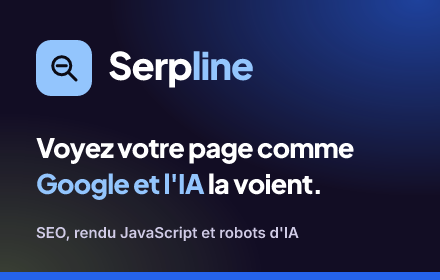 Serpline
Voyez votre page comme
Google et l'IA la voient.
SEO, rendu JavaScript et robots d'IA